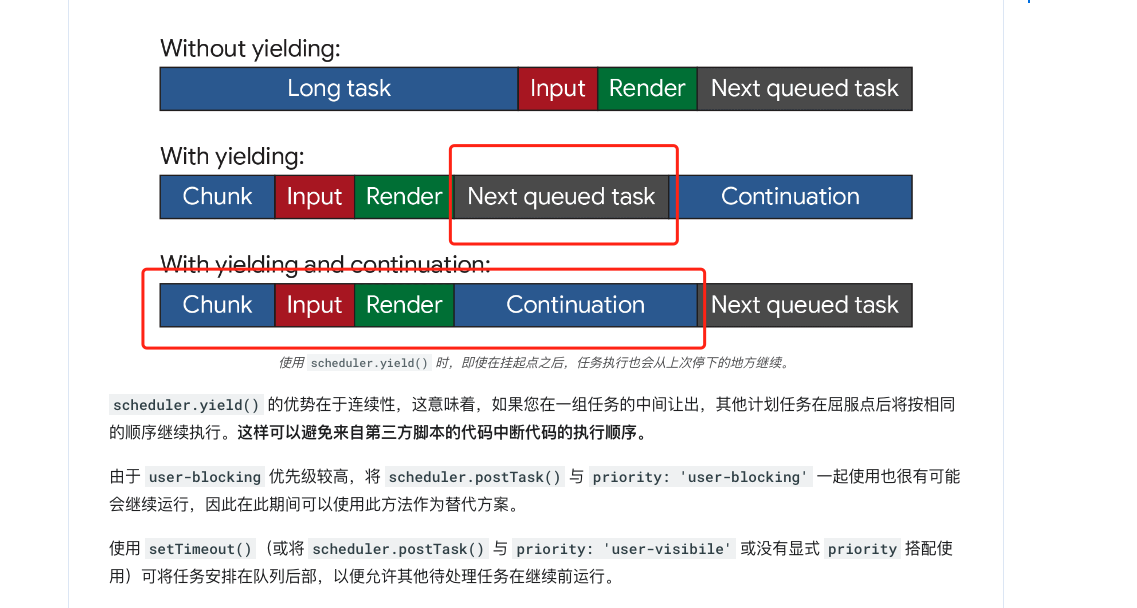 Without yielding:
Long task Input Render Next queued task
With yielding:
Chunk Input Render Next queued task Continuation
With yielding and continuation:
Chunk Input Render Continuation Next queued task
使用 scheduler.yield() 时，即使在挂起点之后，任务执行也会从上次停下的地方继续。
scheduler.yield() 的优势在于连续性，这意味着，如果您在一组任务的中间让出，其他计划任务在屈服点后将按相同
的顺序继续执行。这样可以避免来自第三方脚本的代码中断代码的执行顺序。
由于 user-blocking 优先级较高，将 scheduler.postTask() 与 priority: 'user-blocking' 一起使用也很有可能
会继续运行，因此在此期间可以使用此方法作为替代方案。
使用 setTimeout()（或将 scheduler.postTask() 与 priority: 'user-visibile' 或没有显式 priority 搭配使
用）可将任务安排在队列后部，以便允许其他待处理任务在继续前运行。